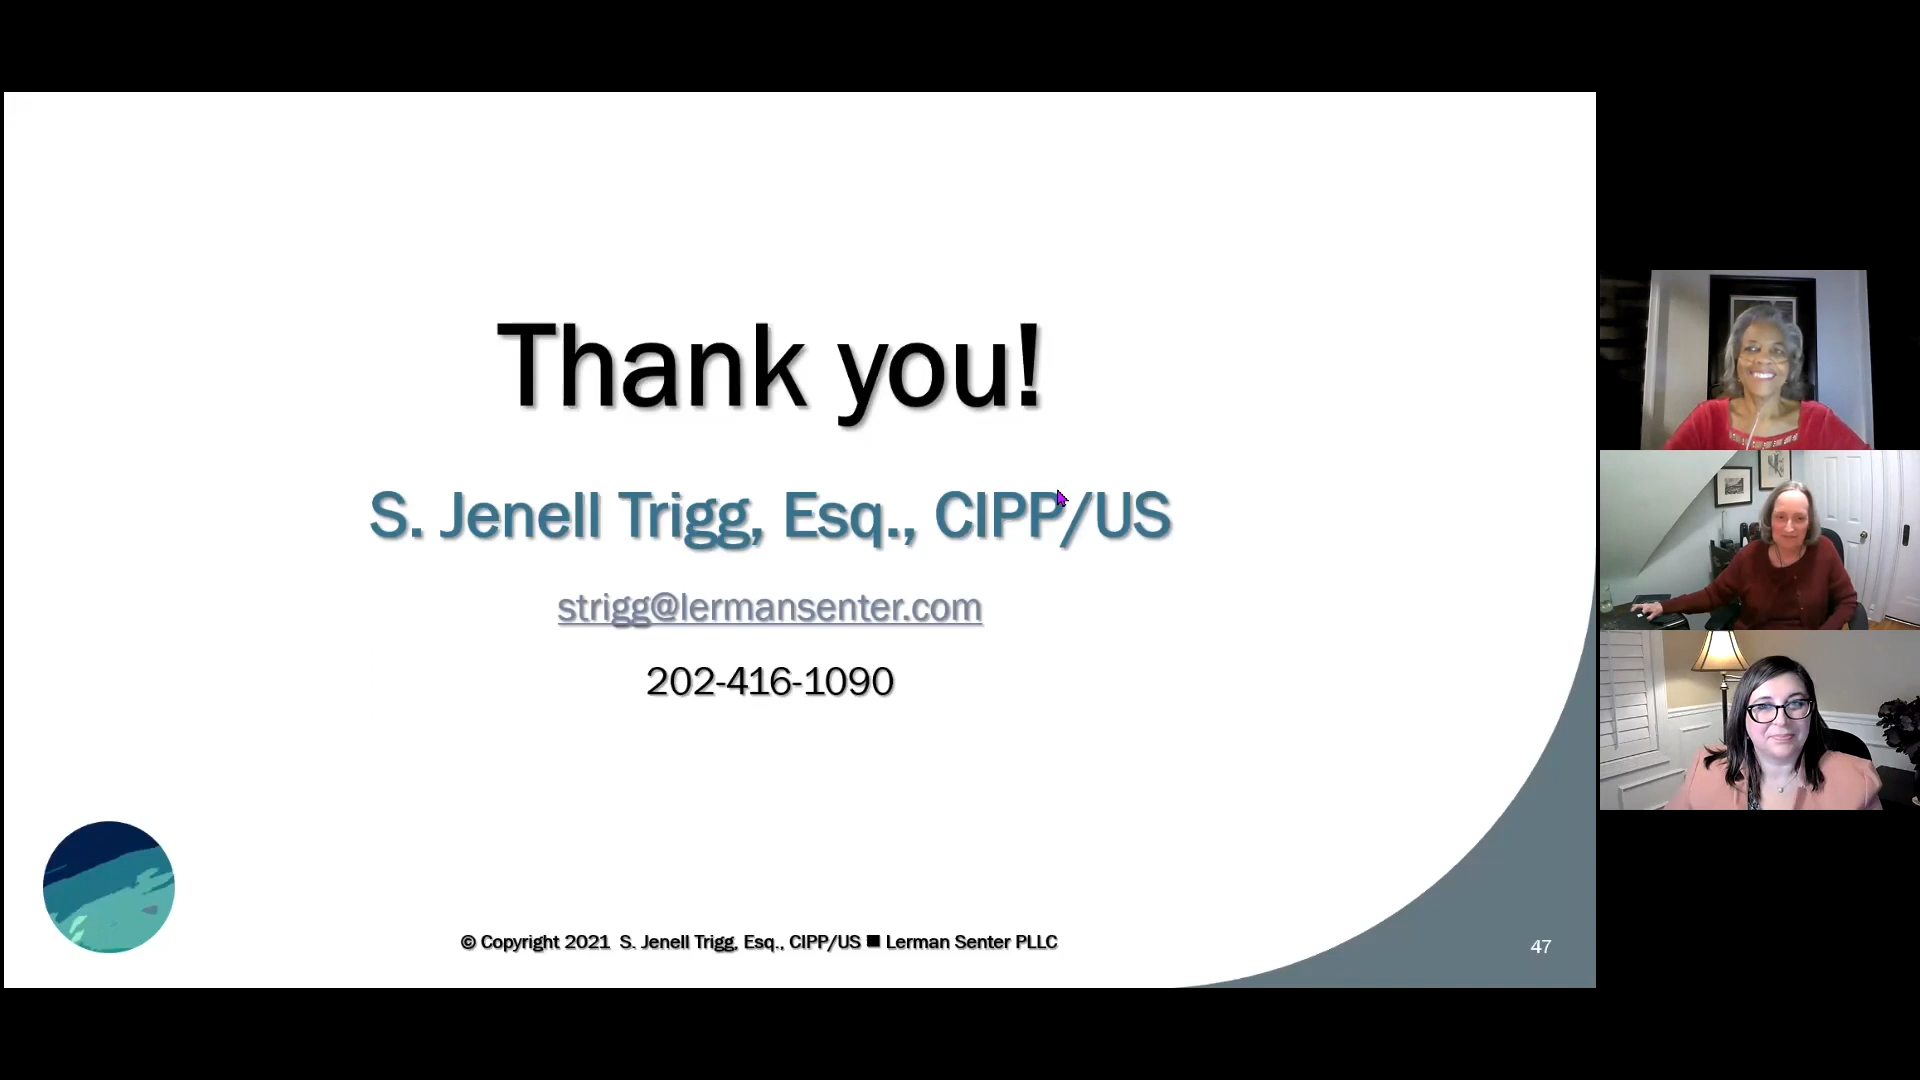 Thank you!
S. Jenell Trigg, Esq., CIPP/US
strigg@lermansenter.com
202-416-1090
© Copyright 2021 S. Jenell Trigg, Esq., CIPP/US ■ Lerman Senter PLLC
47